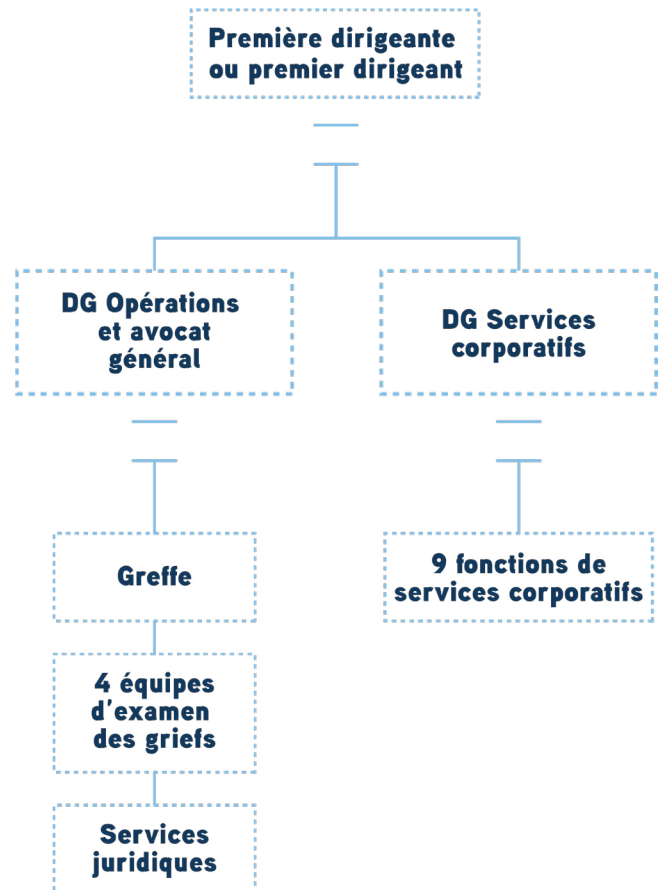 Première dirigeante
ou premier dirigeant
DG Opérations
et avocat
général
DG Services
corporatifs
Greffe
9 fonctions de
services corporatifs
4 équipes
d'examen
des griefs
Services
juridiques